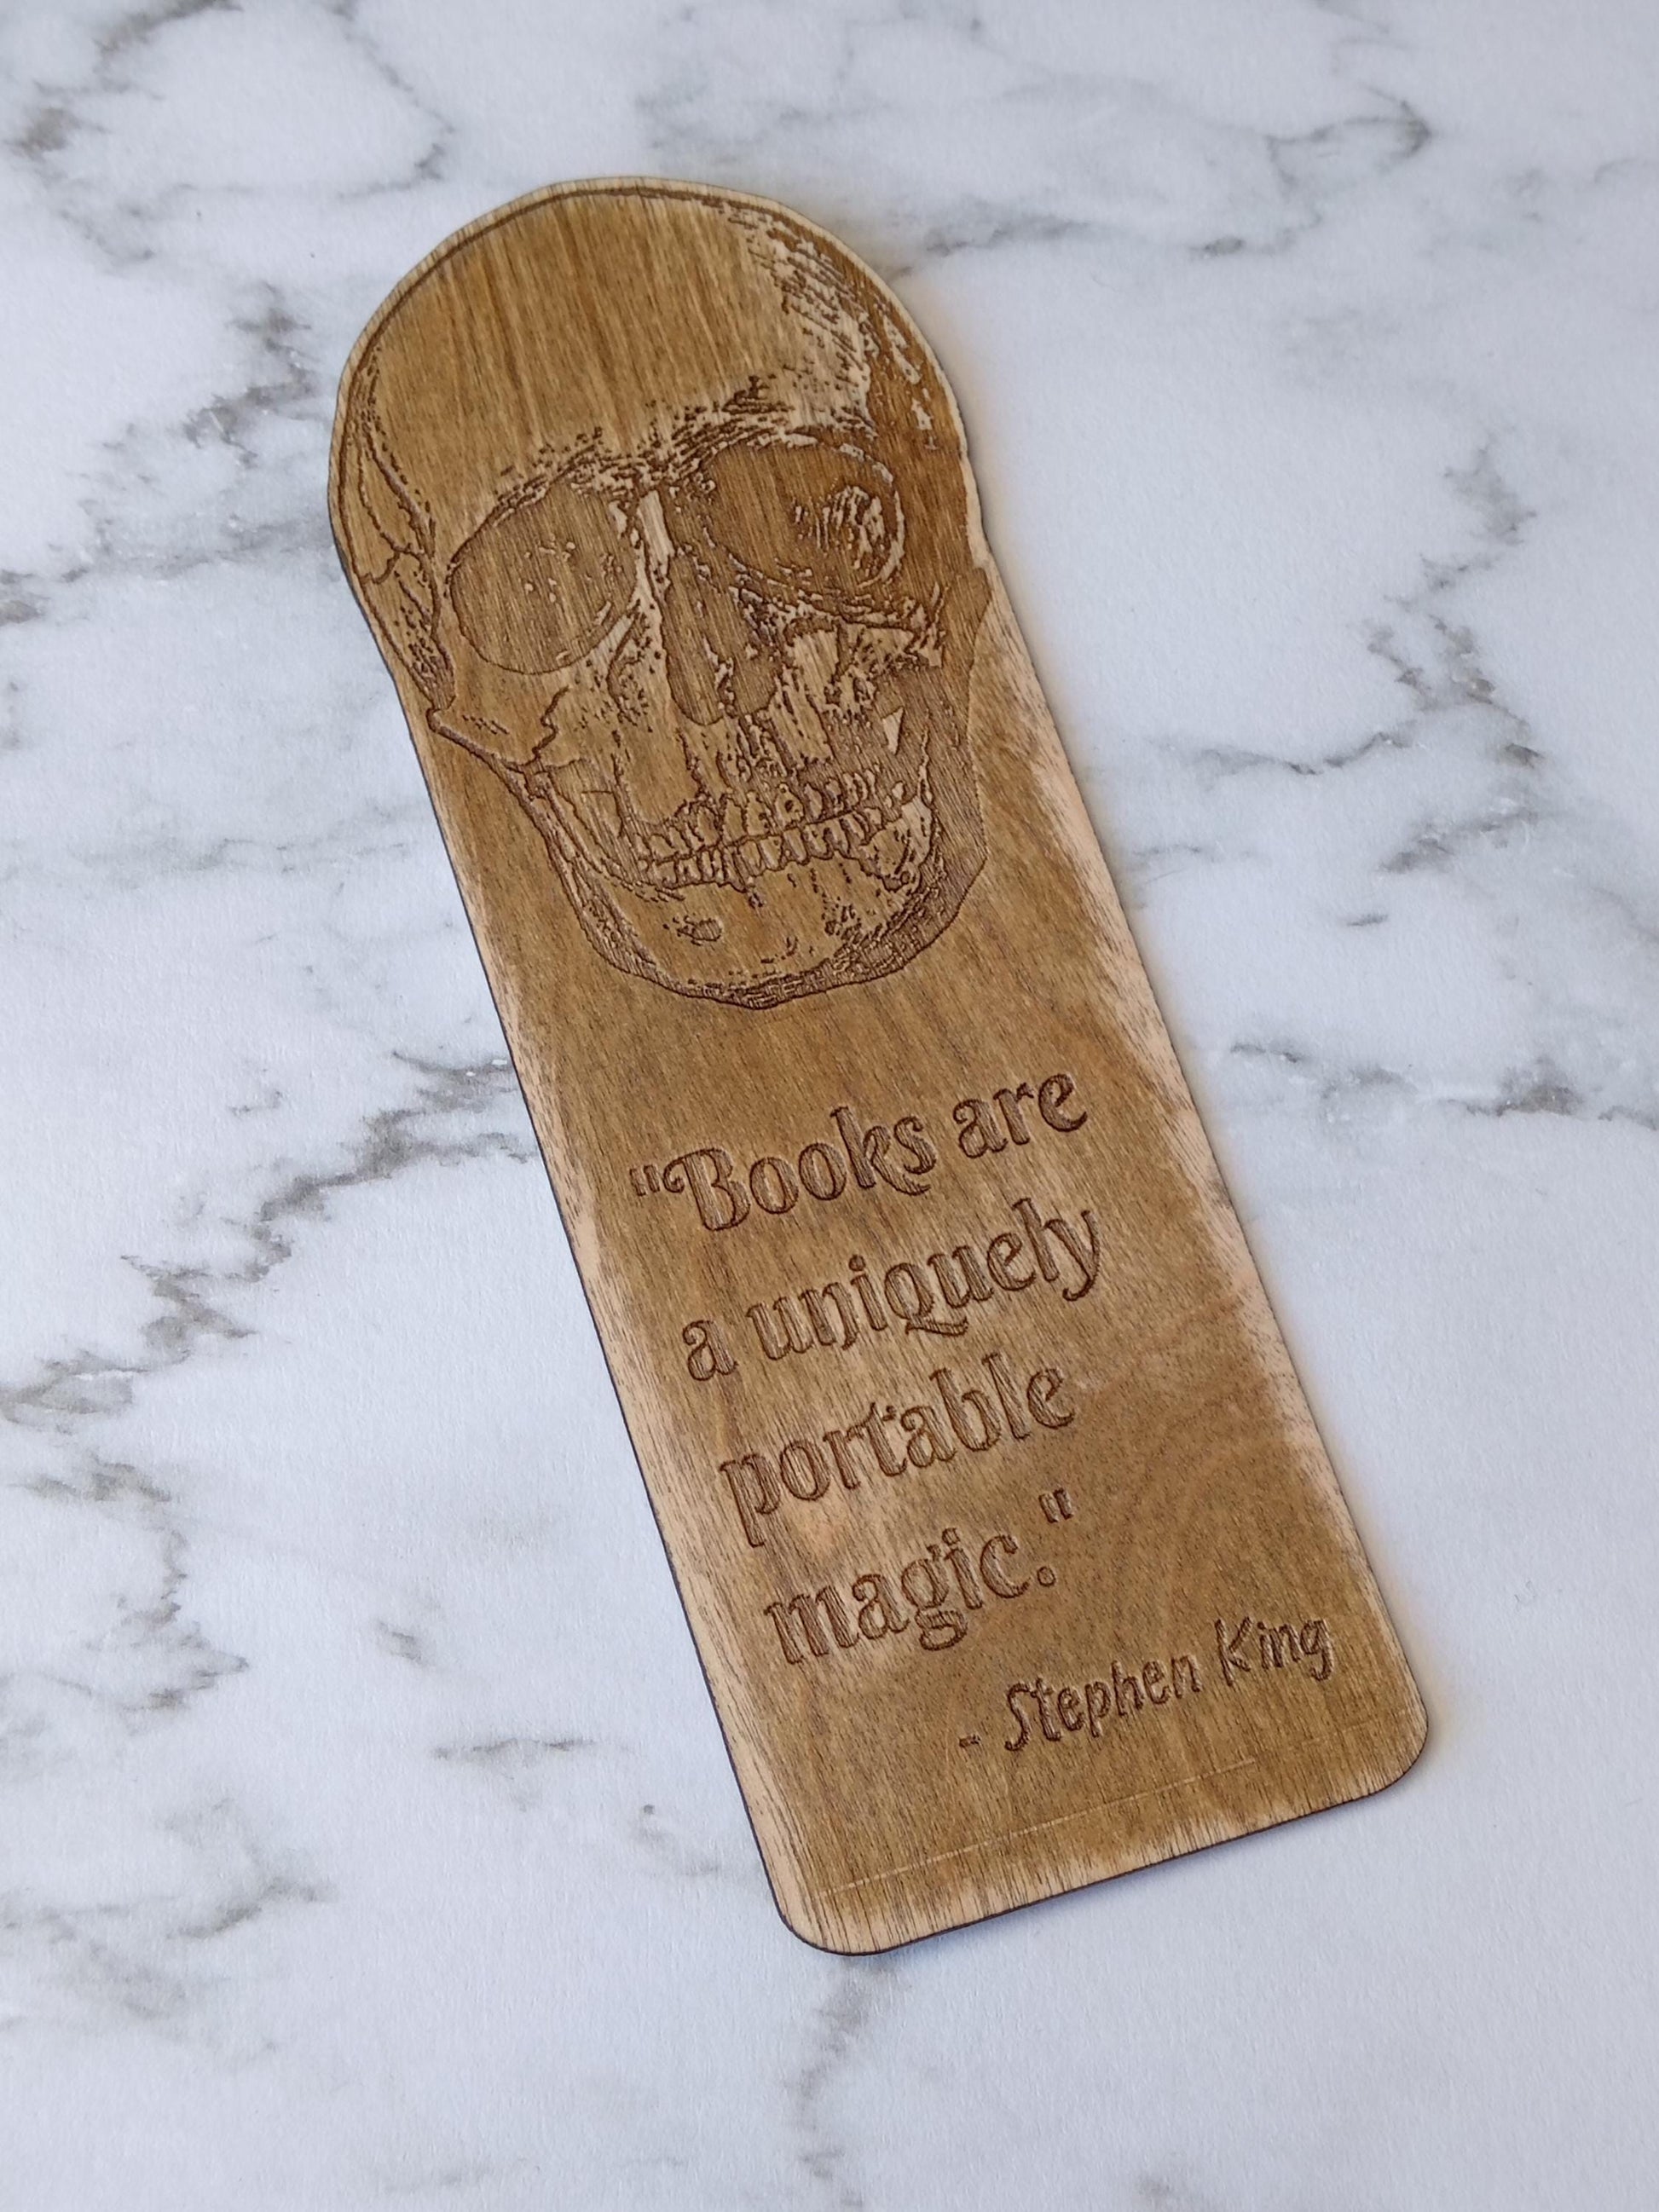 "Books are
a uniquely
portable
magic."
- Stephen King